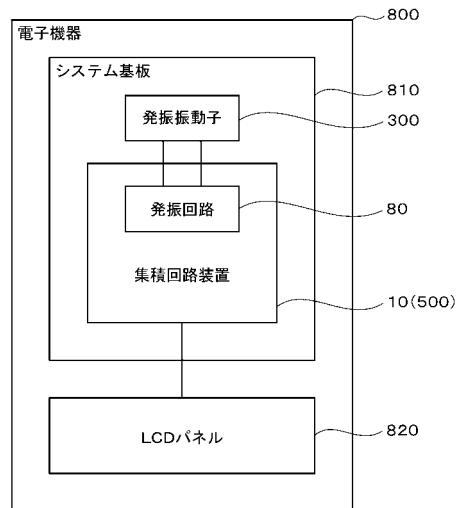 800
電子機器
システム基板
810
発振振動子
300
発振回路
80
集積回路装置
10(500)
LCDパネル
820